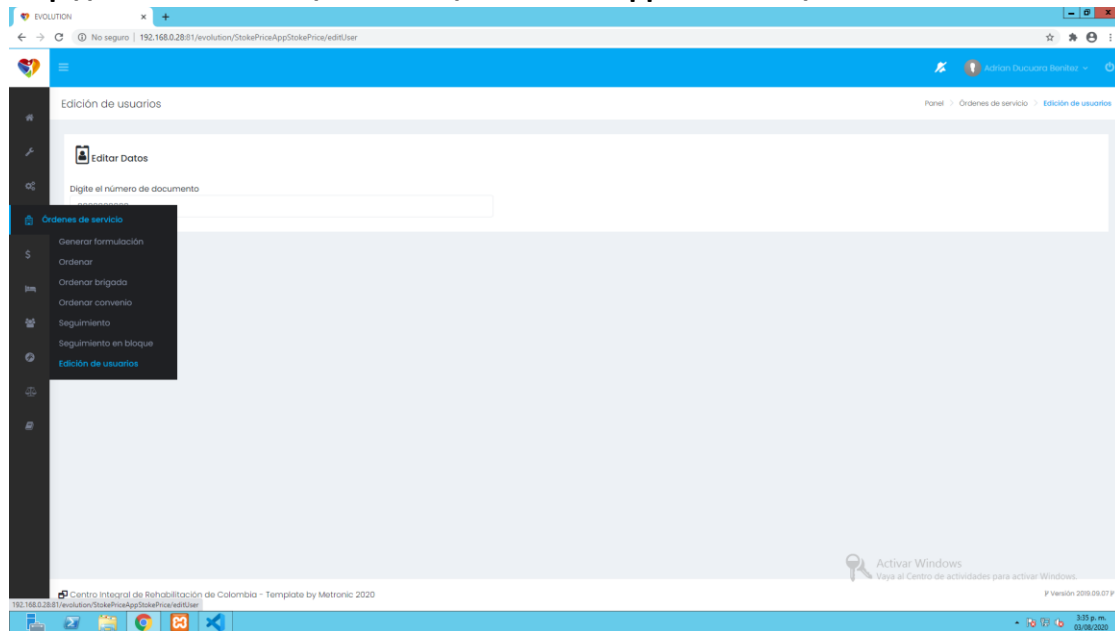 EVOLUTION
No seguro | 192.168.0.28:81/evolution/StokePriceAppStokePrice/editUser
Adrian Ducuara Benitez
Edición de usuarios
Panel > Órdenes de servicio > Edición de usuarios
Editar Datos
Digite el número de documento
Órdenes de servicio
Generar formulación
Ordenar
Ordenar brigada
Ordenar convenio
Seguimiento
Seguimiento en bloque
Edición de usuarios
Activar Windows
Vaya al Centro de actividades para activar Windows.
Centro Integral de Rehabilitación de Colombia - Template by Metronic 2020
Versión 2019.09.07
192.168.0.28:81/evolution/StokePriceAppStokePrice/editUser
3:35 p. m.
03/08/2020